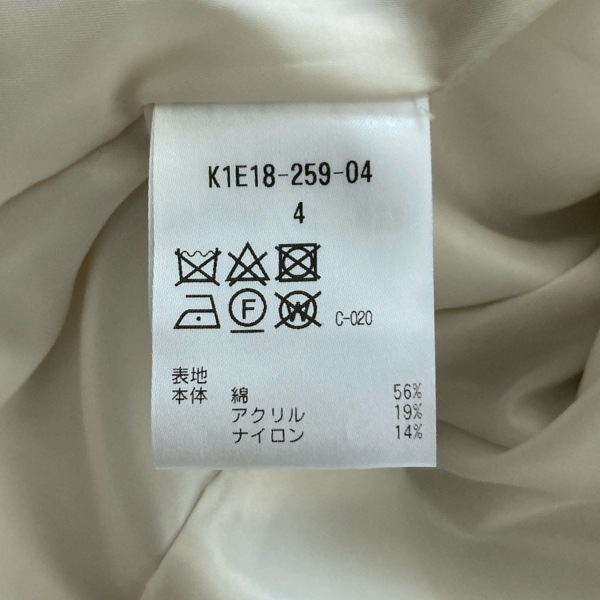 K1E18-259-04
4
F W C-020
表地
本体 綿 56%
アクリル 19%
ナイロン 14%